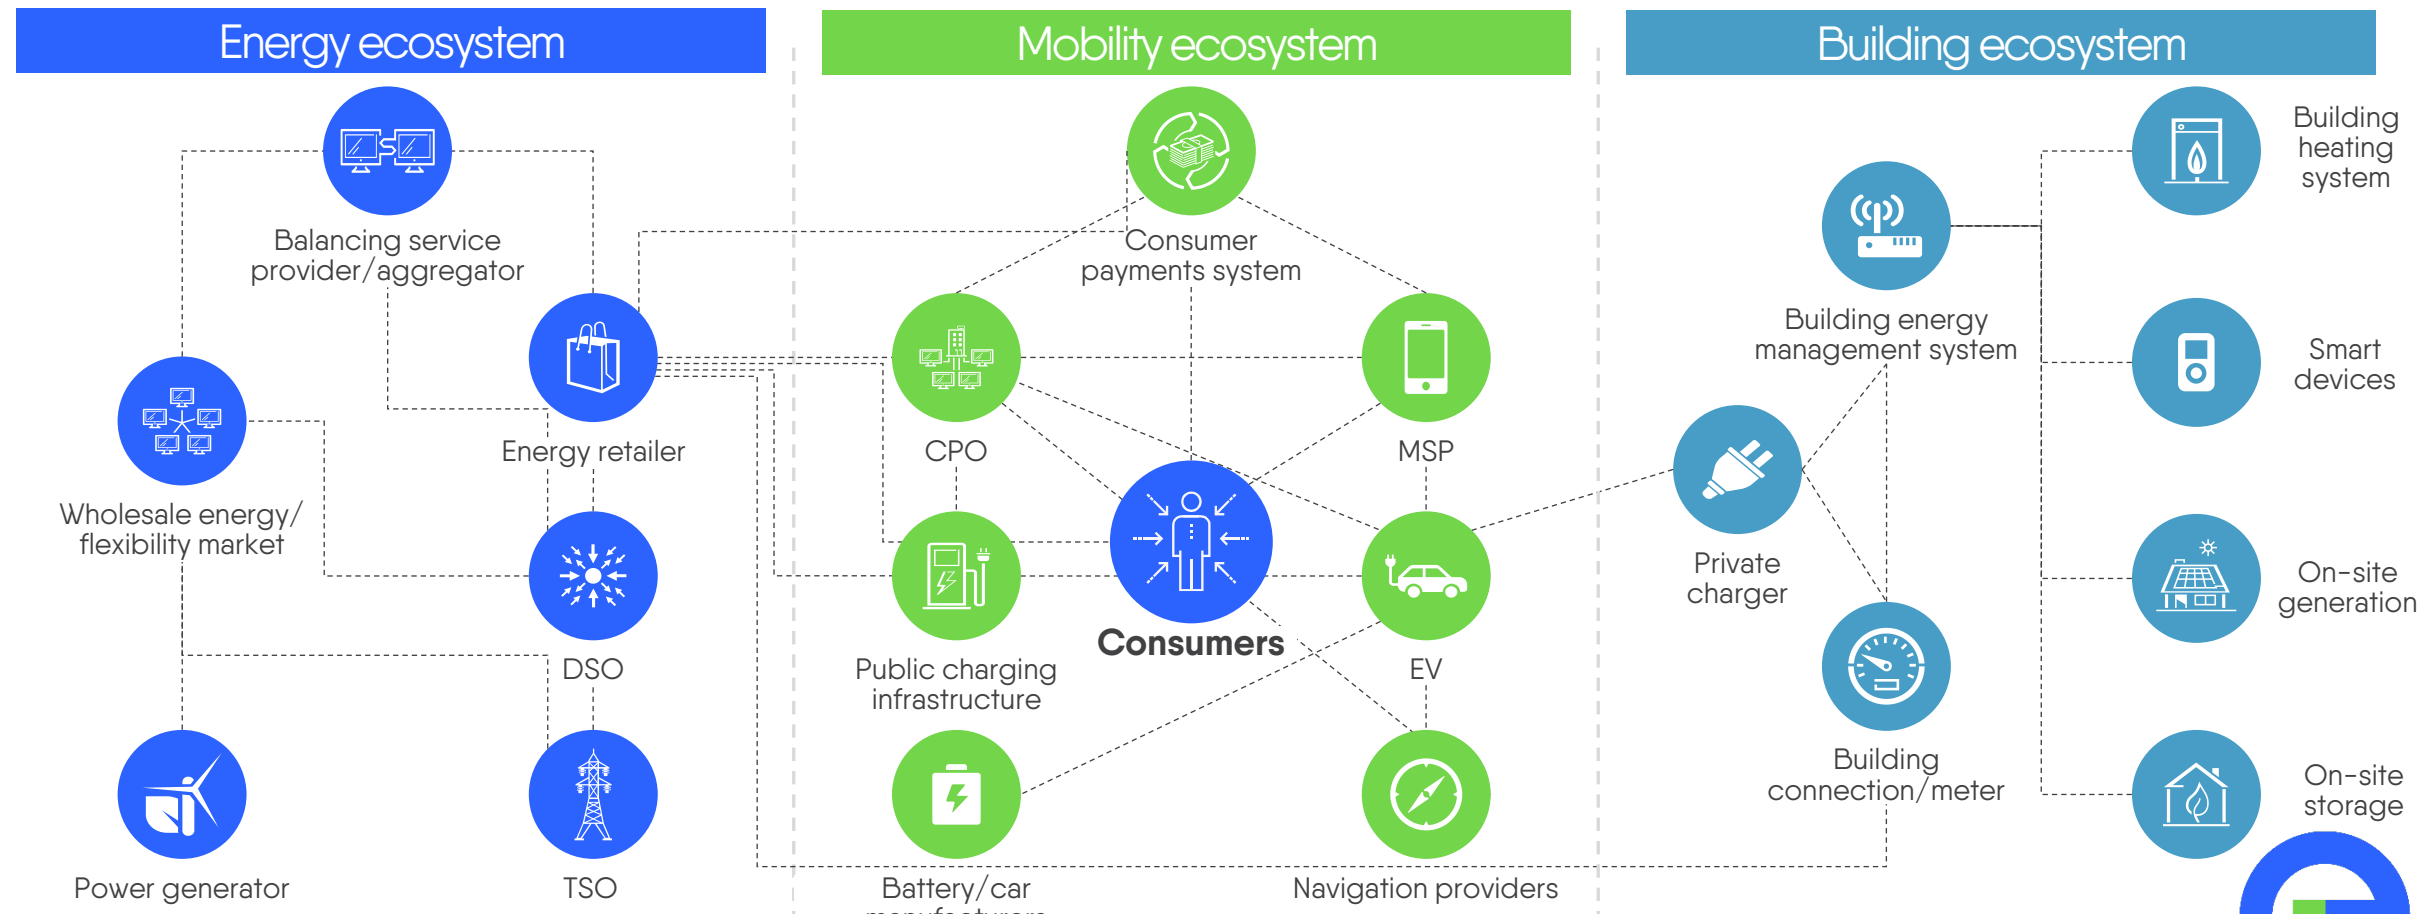 Energy ecosystem
Mobility ecosystem
Building ecosystem
Balancing service
provider/aggregator
Energy retailer
Wholesale energy/
flexibility market
DSO
Power generator
TSO
Consumer
payments system
CPO
MSP
Consumers
Public charging
infrastructure
EV
Battery/car
manufacturers
Navigation providers
Building
heating
system
Building energy
management system
Smart
devices
Private
charger
On-site
generation
Building
connection/meter
On-site
storage